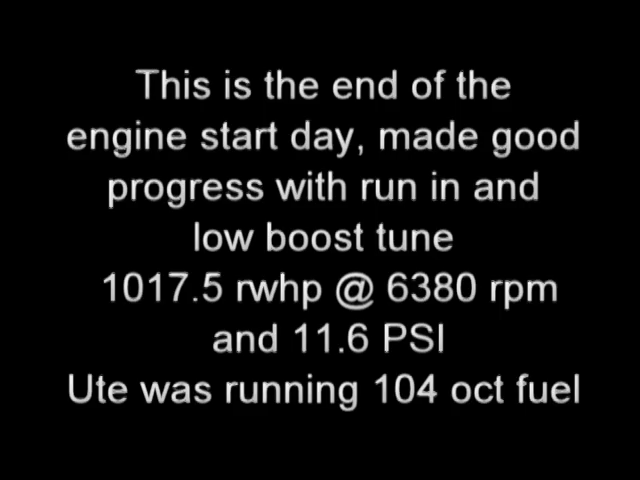 This is the end of the
engine start day, made good
progress with run in and
low boost tune
1017.5 rwhp @ 6380 rpm
and 11.6 PSI
Ute was running 104 oct fuel